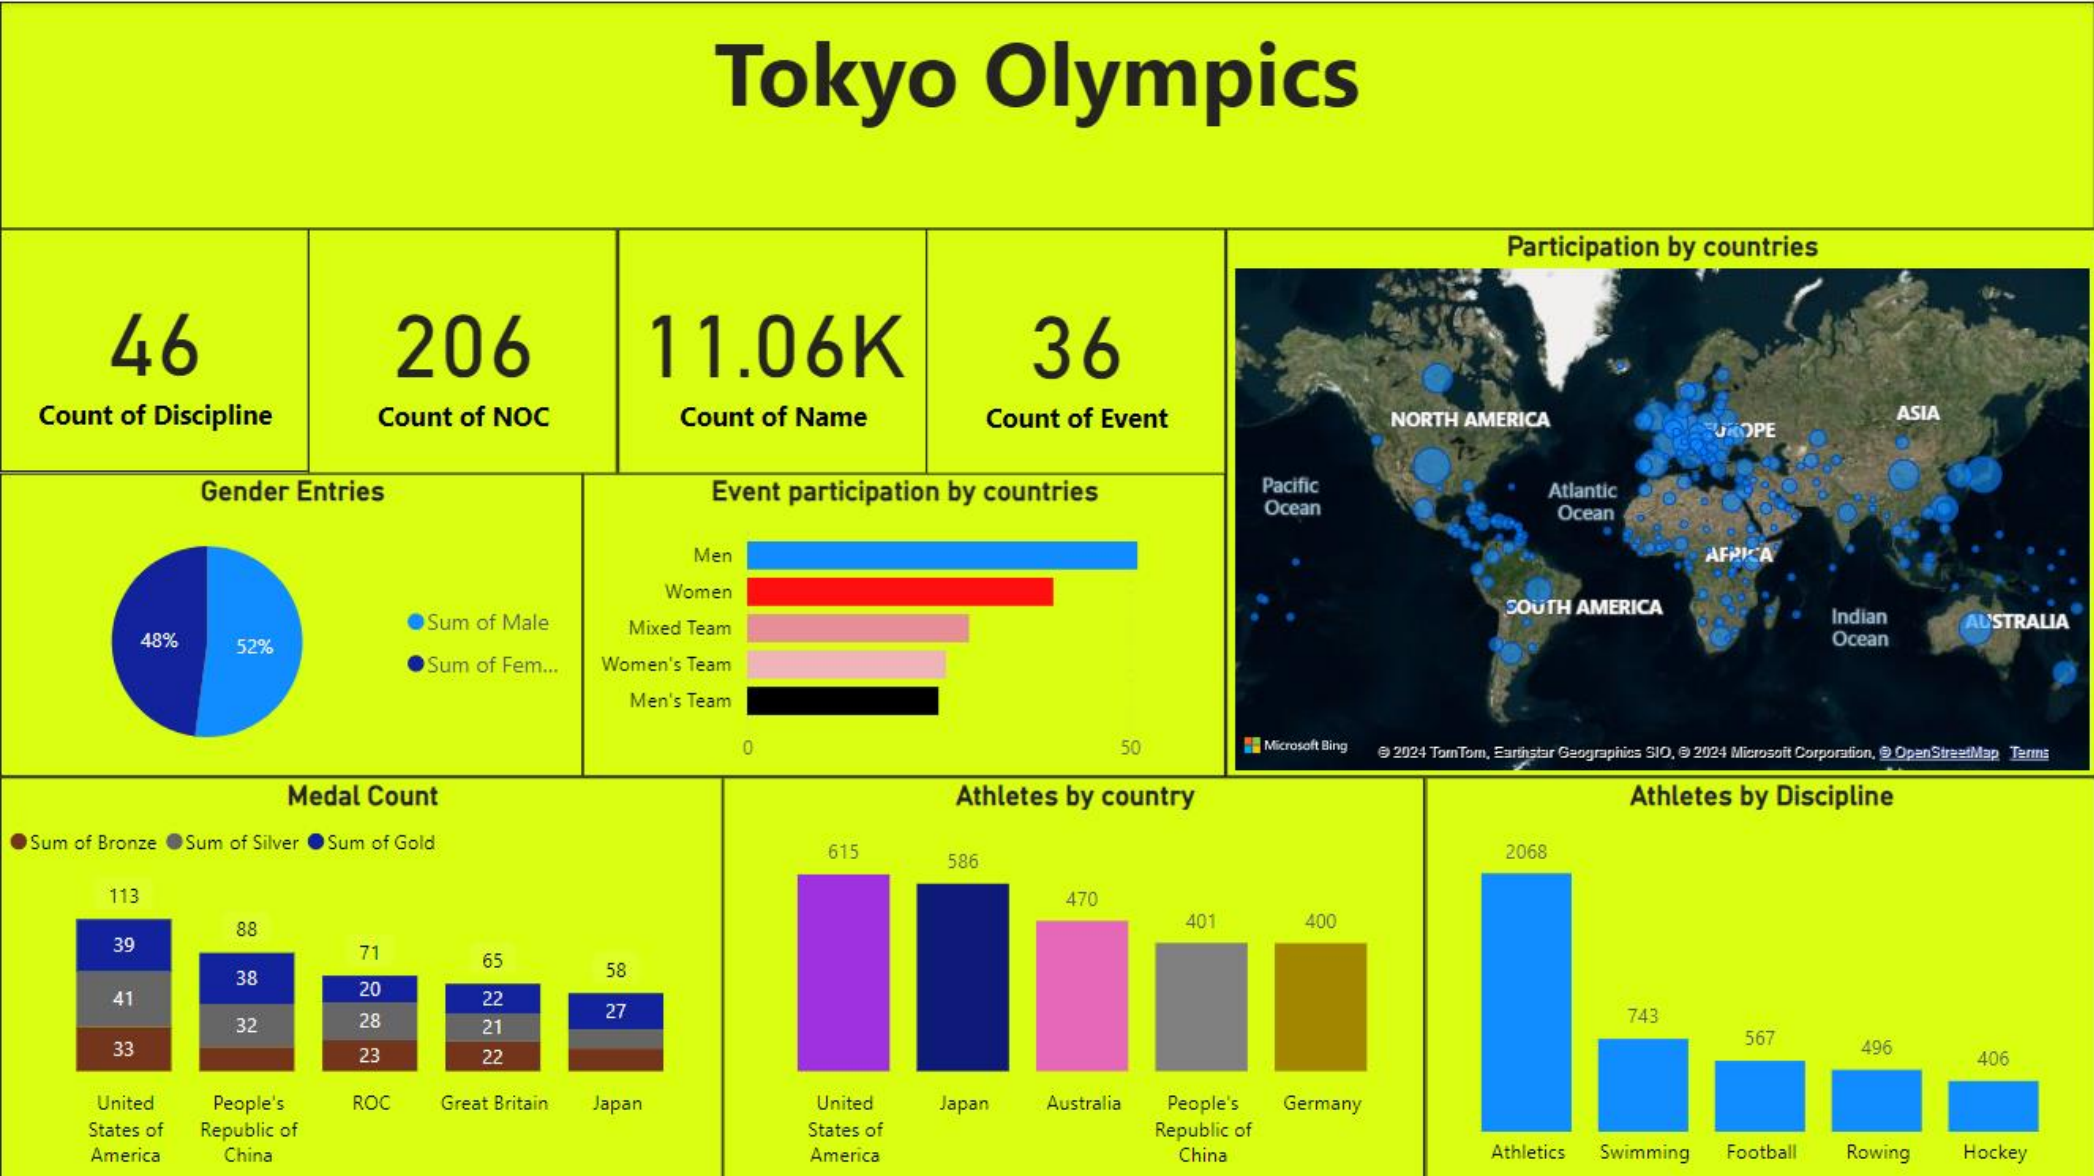 Tokyo Olympics
46
Count of Discipline
206
Count of NOC
11.06K
Count of Name
36
Count of Event
Participation by countries
NORTH AMERICA
EUROPE
ASIA
Pacific
Ocean
Atlantic
Ocean
AFRICA
SOUTH AMERICA
Indian
Ocean
AUSTRALIA
Microsoft Bing
© 2024 TomTom, Earthstar Geographics SIO, © 2024 Microsoft Corporation, © OpenStreetMap Terms
Gender Entries
48%
52%
Sum of Male
Sum of Fem...
Event participation by countries
Men
Women
Mixed Team
Women's Team
Men's Team
0
50
Medal Count
Sum of Bronze
Sum of Silver
Sum of Gold
113
39
41
33
88
38
32
71
20
28
23
65
22
21
22
58
27
United
States of
America
People's
Republic of
China
ROC
Great Britain
Japan
Athletes by country
615
586
470
401
400
United
States of
America
Japan
Australia
People's
Republic of
China
Germany
Athletes by Discipline
2068
743
567
496
406
Athletics
Swimming
Football
Rowing
Hockey